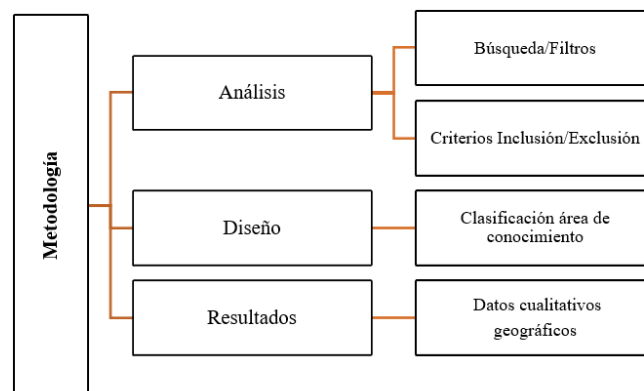 Metodología
Análisis
Búsqueda/Filtros
Criterios Inclusión/Exclusión
Diseño
Clasificación área de
conocimiento
Resultados
Datos cualitativos
geográficos